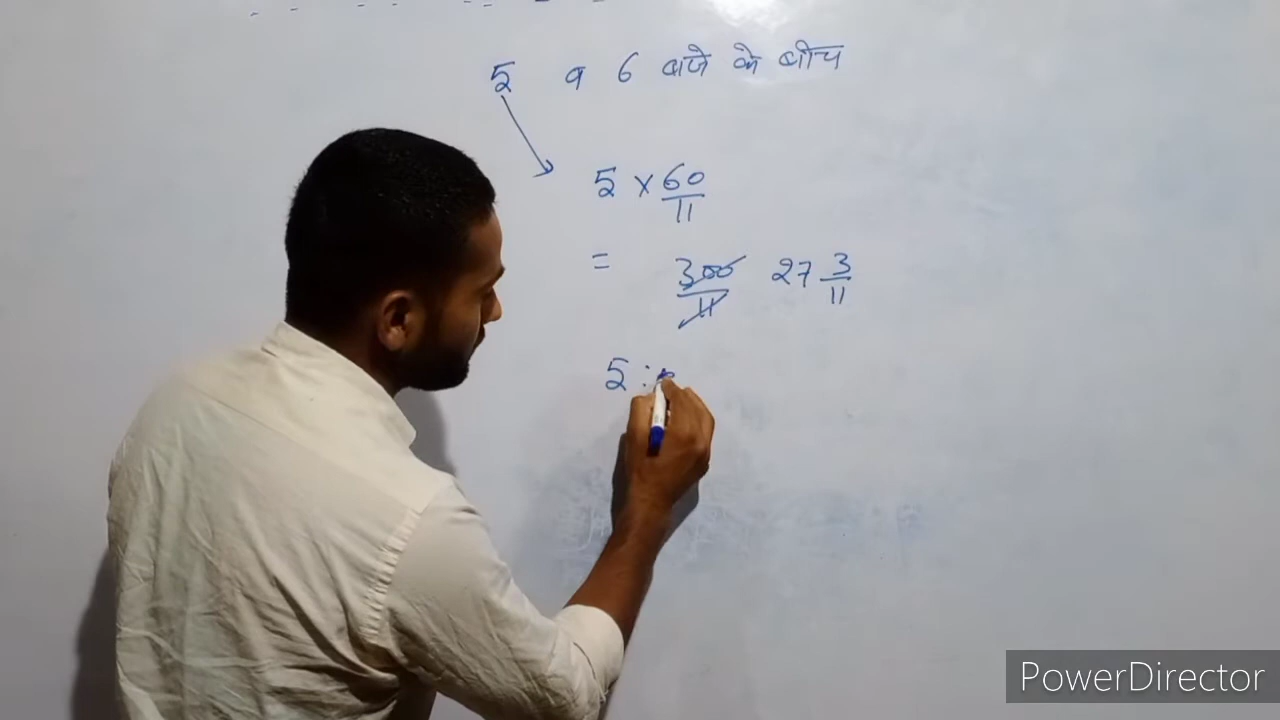 5 व 6 बजे के बीच
5 × 60/11
= 300/11 27 3/11
5 :
PowerDirector